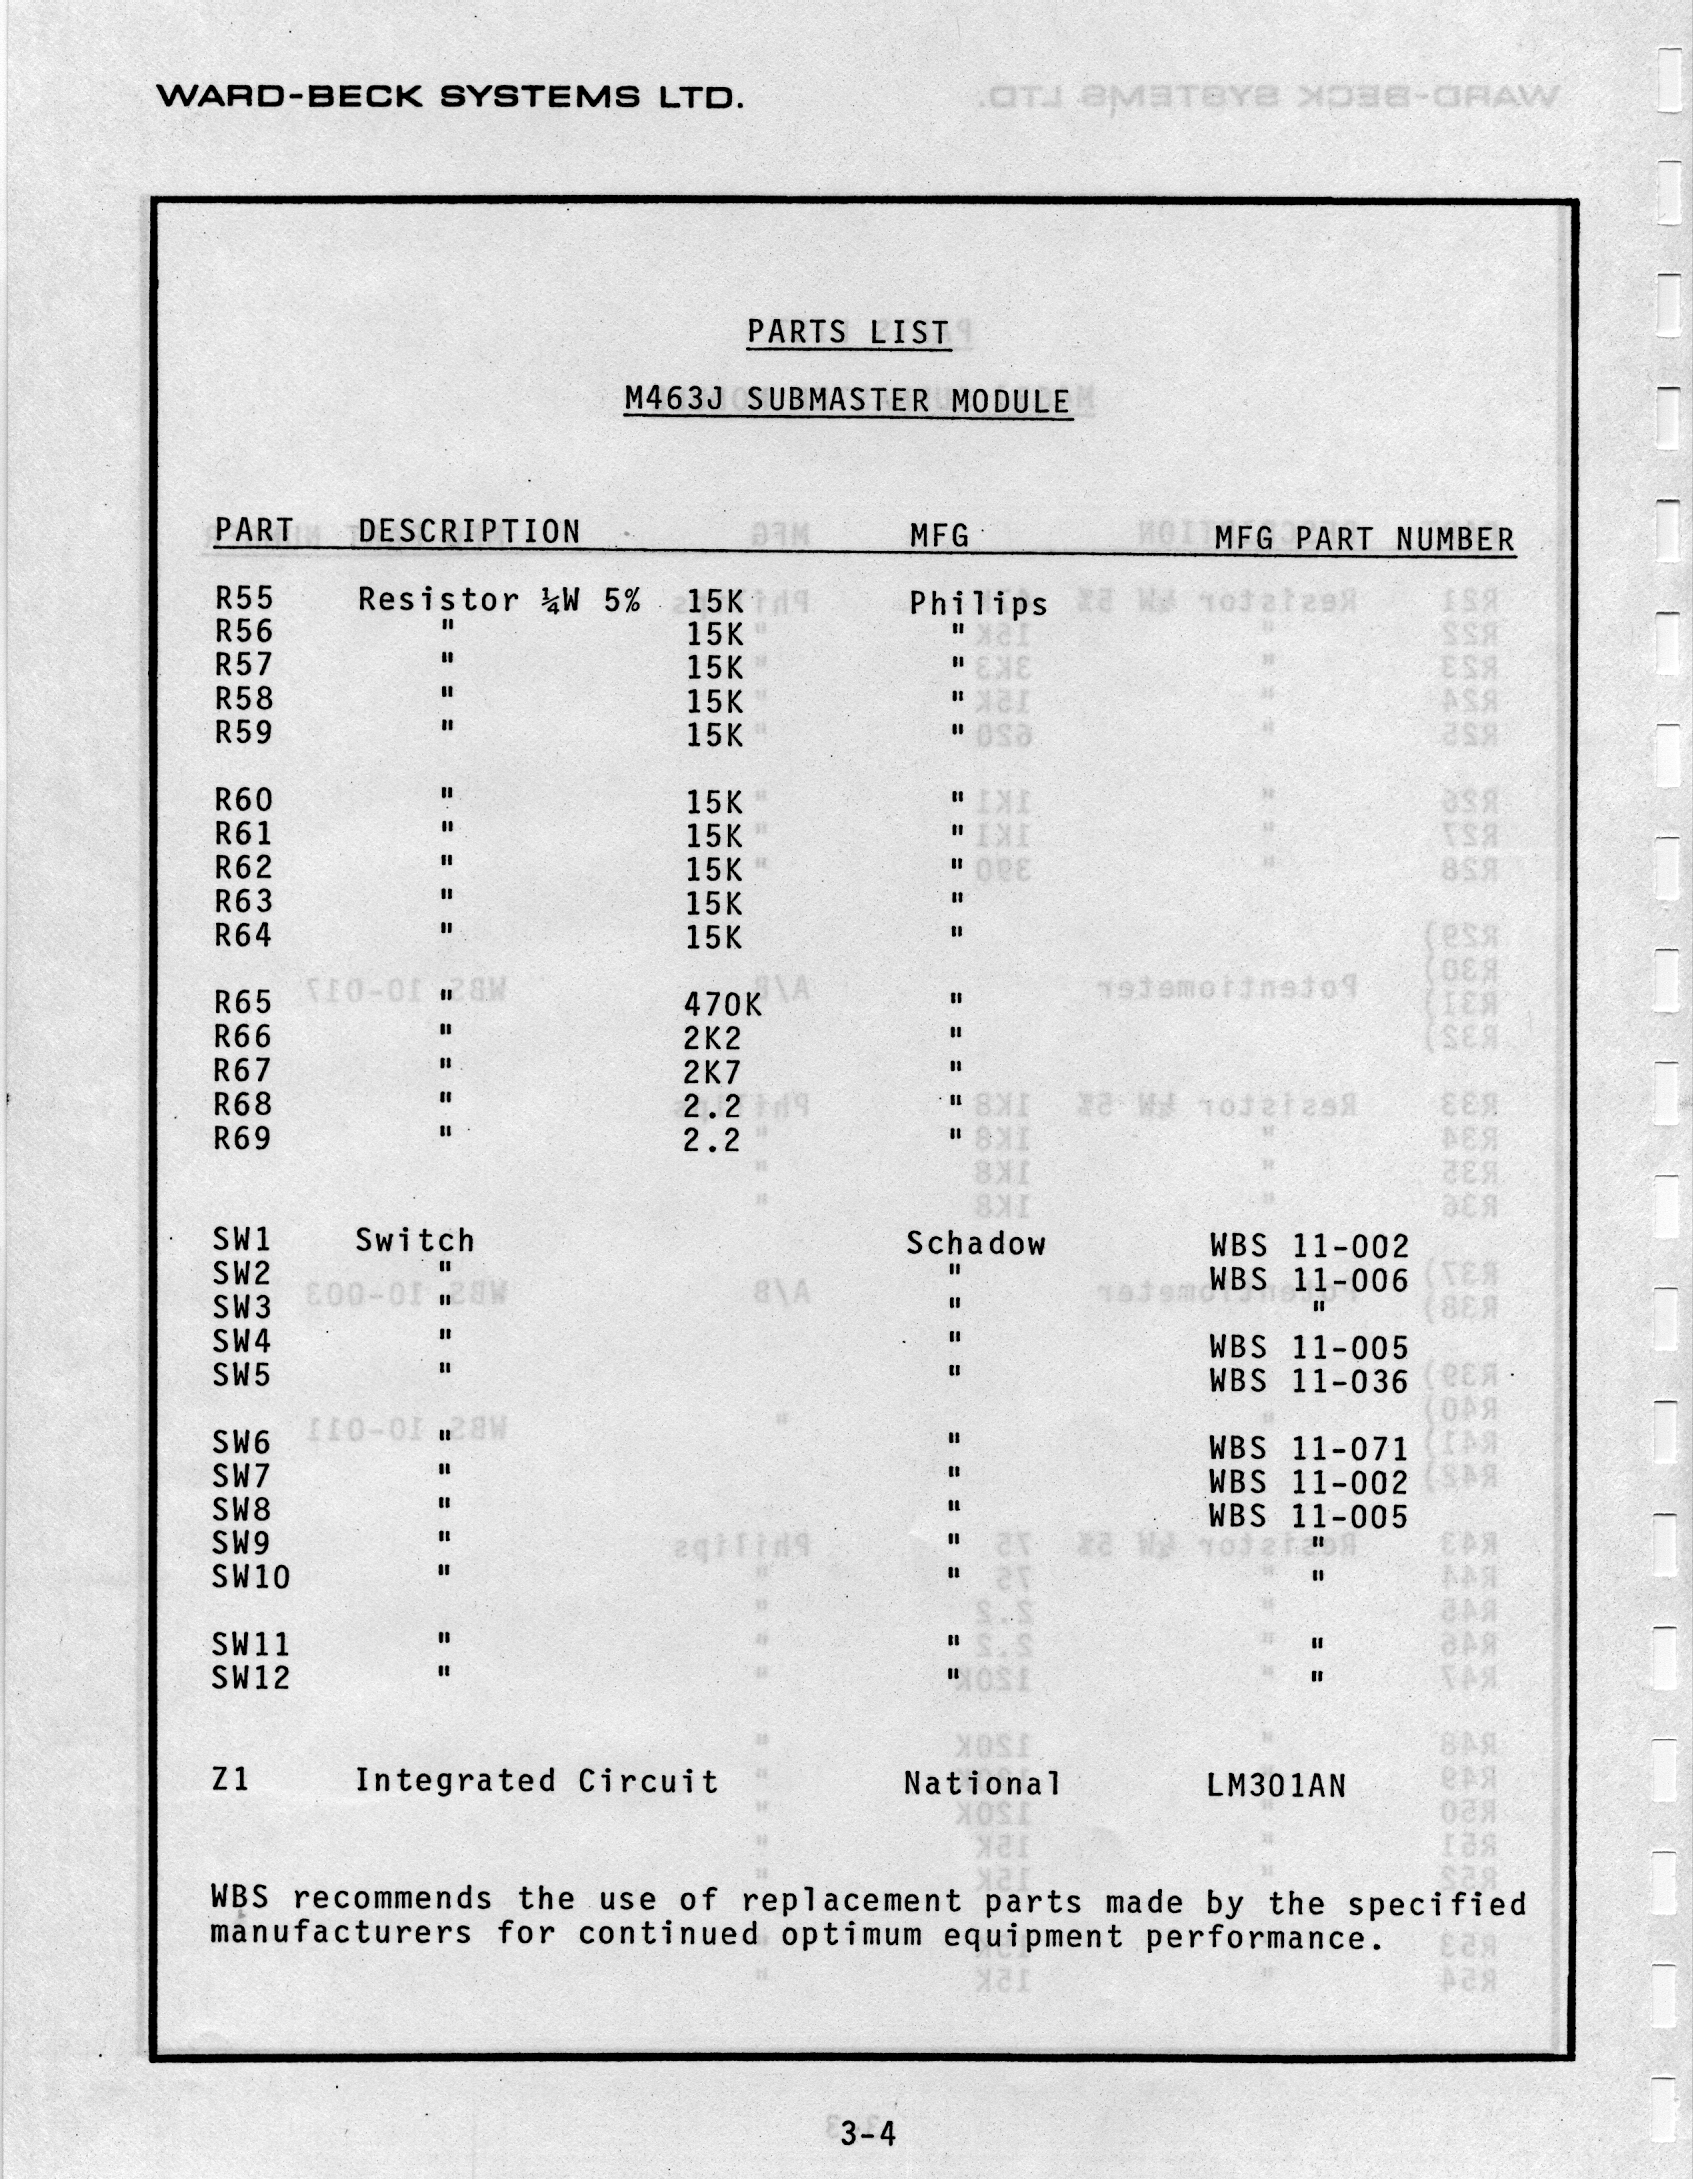 WARD-BECK SYSTEMS LTD.
PARTS LIST
M463J SUBMASTER MODULE
PART DESCRIPTION MFG MFG PART NUMBER
R55 Resistor ¼W 5% 15K Philips
R56 " 15K "
R57 " 15K "
R58 " 15K "
R59 " 15K "
R60 " 15K "
R61 " 15K "
R62 " 15K "
R63 " 15K "
R64 " 15K "
R65 " 470K "
R66 " 2K2 "
R67 " 2K7 "
R68 " 2.2 "
R69 " 2.2 "
SW1 Switch Schadow WBS 11-002
SW2 " " WBS 11-006
SW3 " " "
SW4 " " WBS 11-005
SW5 " " WBS 11-036
SW6 " " WBS 11-071
SW7 " " WBS 11-002
SW8 " " WBS 11-005
SW9 " " "
SW10 " " "
SW11 " " "
SW12 " " "
Z1 Integrated Circuit National LM301AN
WBS recommends the use of replacement parts made by the specified
manufacturers for continued optimum equipment performance.
3-4